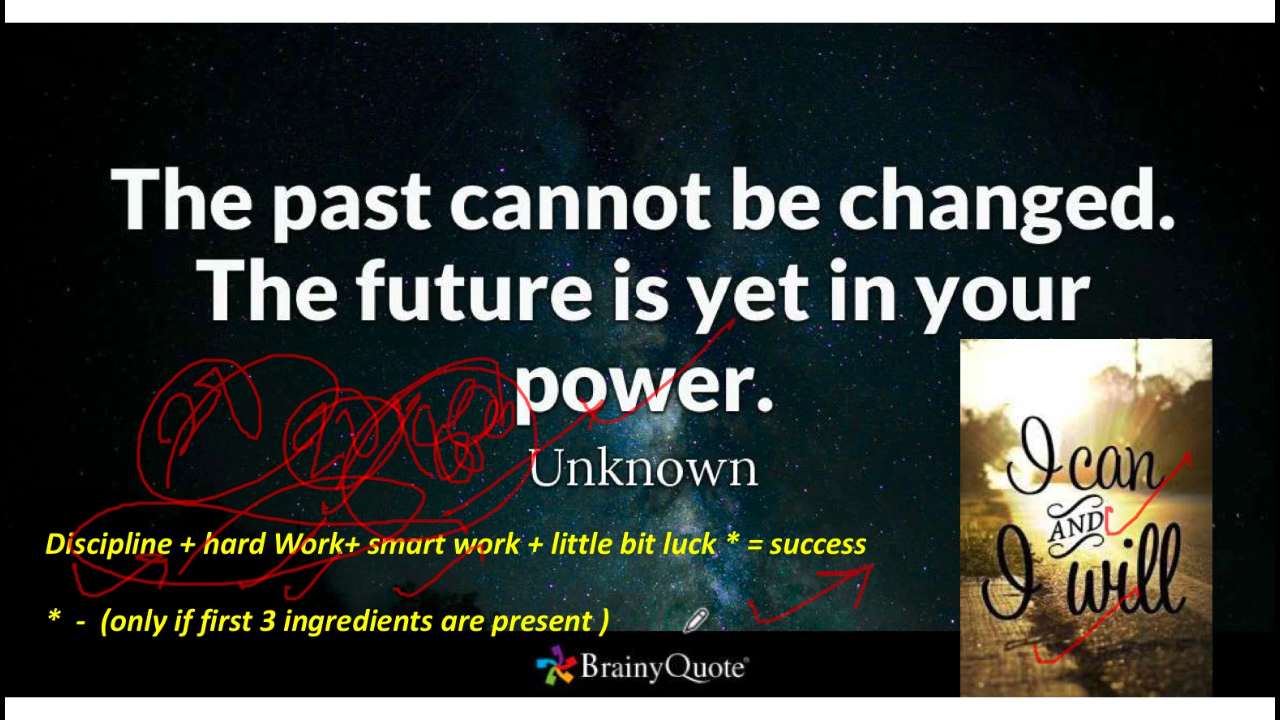 The past cannot be changed.
The future is yet in your
power.
Unknown
I can
AND
I will
Discipline + hard Work+ smart work + little bit luck * = success
* - (only if first 3 ingredients are present )
BrainyQuote®